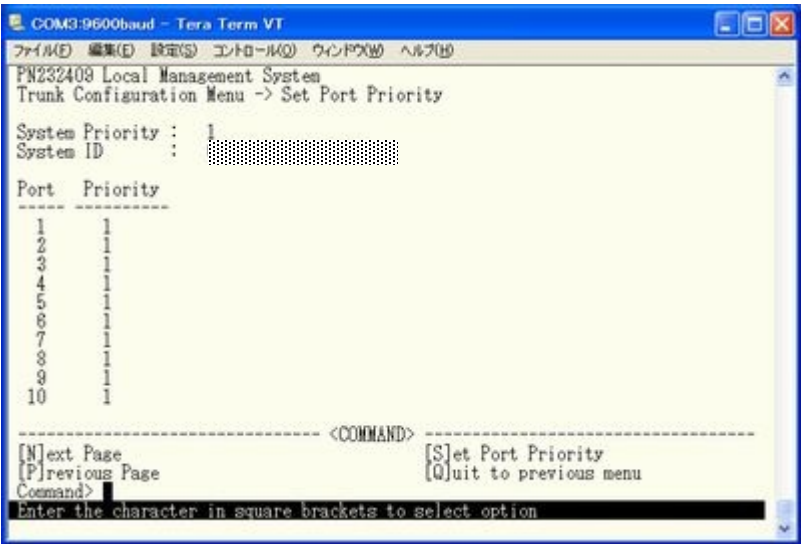 COM3:9600baud - Tera Term VT
ファイル(F) 編集(E) 設定(S) コントロール(O) ウィンドウ(W) ヘルプ(H)
PN232409 Local Management System
Trunk Configuration Menu -> Set Port Priority
System Priority : 1
System ID :
Port Priority
----- ----------
1 1
2 1
3 1
4 1
5 1
6 1
7 1
8 1
9 1
10 1
-------------------------------- <COMMAND> -----------------------------------
[N]ext Page [S]et Port Priority
[P]revious Page [Q]uit to previous menu
Command>
Enter the character in square brackets to select option